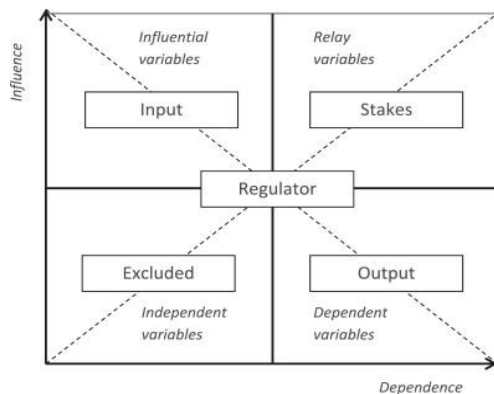 Influence
Influential
variables
Relay
variables
Input
Stakes
Regulator
Excluded
Output
Independent
variables
Dependent
variables
Dependence